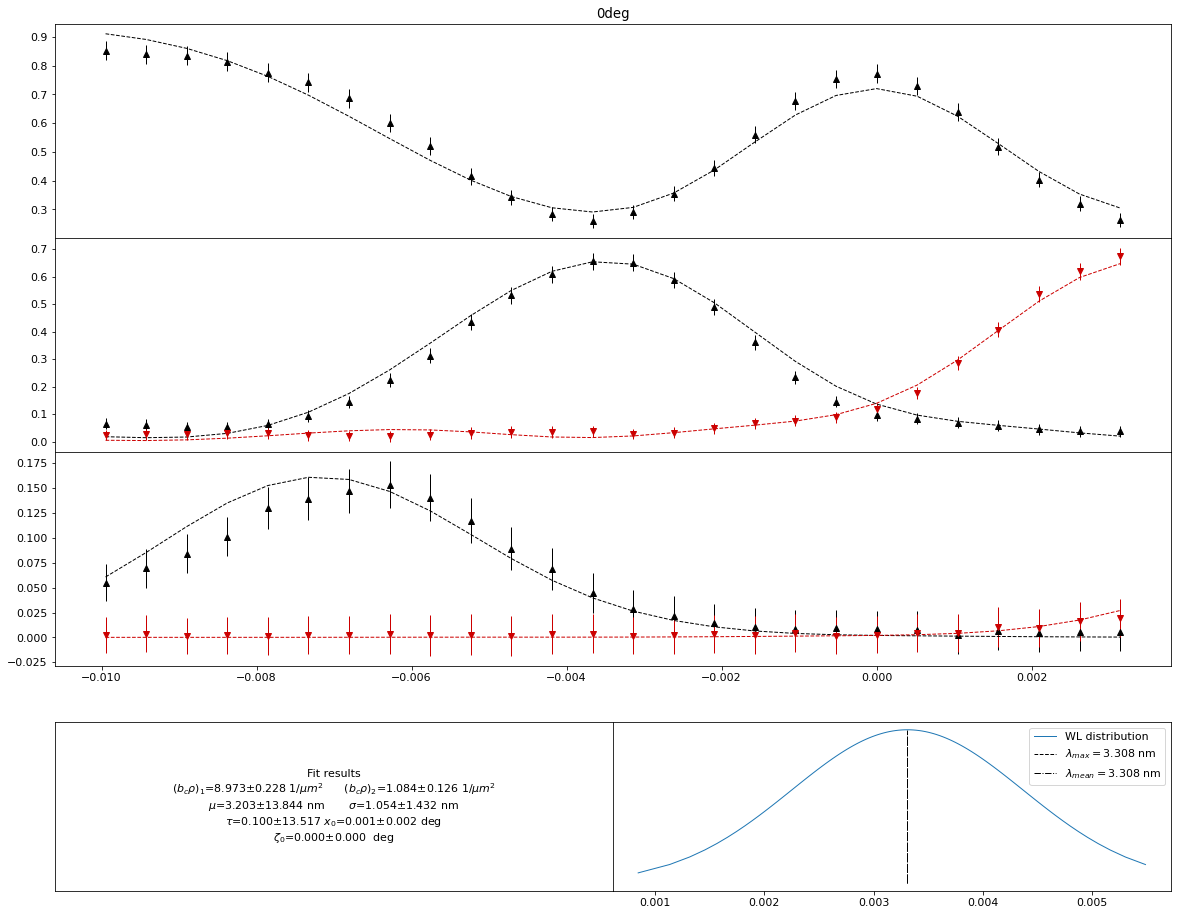 0deg
0.9
0.8
0.7
0.6
0.5
0.4
0.3
0.7
0.6
0.5
0.4
0.3
0.2
0.1
0.0
0.175
0.150
0.125
0.100
0.075
0.050
0.025
0.000
−0.025
−0.010 −0.008 −0.006 −0.004 −0.002 0.000 0.002
Fit results
(b_cρ)₁=8.973±0.228 1/μm² (b_cρ)₂=1.084±0.126 1/μm²
μ=3.203±13.844 nm σ=1.054±1.432 nm
τ=0.100±13.517 x₀=0.001±0.002 deg
ζ₀=0.000±0.000 deg
WL distribution
λ_max = 3.308 nm
λ_mean = 3.308 nm
0.001 0.002 0.003 0.004 0.005